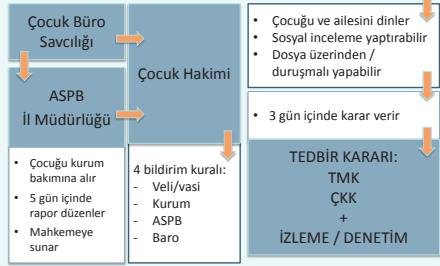 Çocuk Büro
Savcılığı
ASPB
İl Müdürlüğü
• Çocuğu kurum
bakımına alır
• 5 gün içinde
rapor düzenler
• Mahkemeye
sunar
Çocuk Hakimi
4 bildirim kuralı:
- Veli/vasi
- Kurum
- ASPB
- Baro
• Çocuğu ve ailesini dinler
• Sosyal inceleme yaptırabilir
• Dosya üzerinden /
duruşmalı yapabilir
• 3 gün içinde karar verir
TEDBİR KARARI:
TMK
ÇKK
+
İZLEME / DENETİM